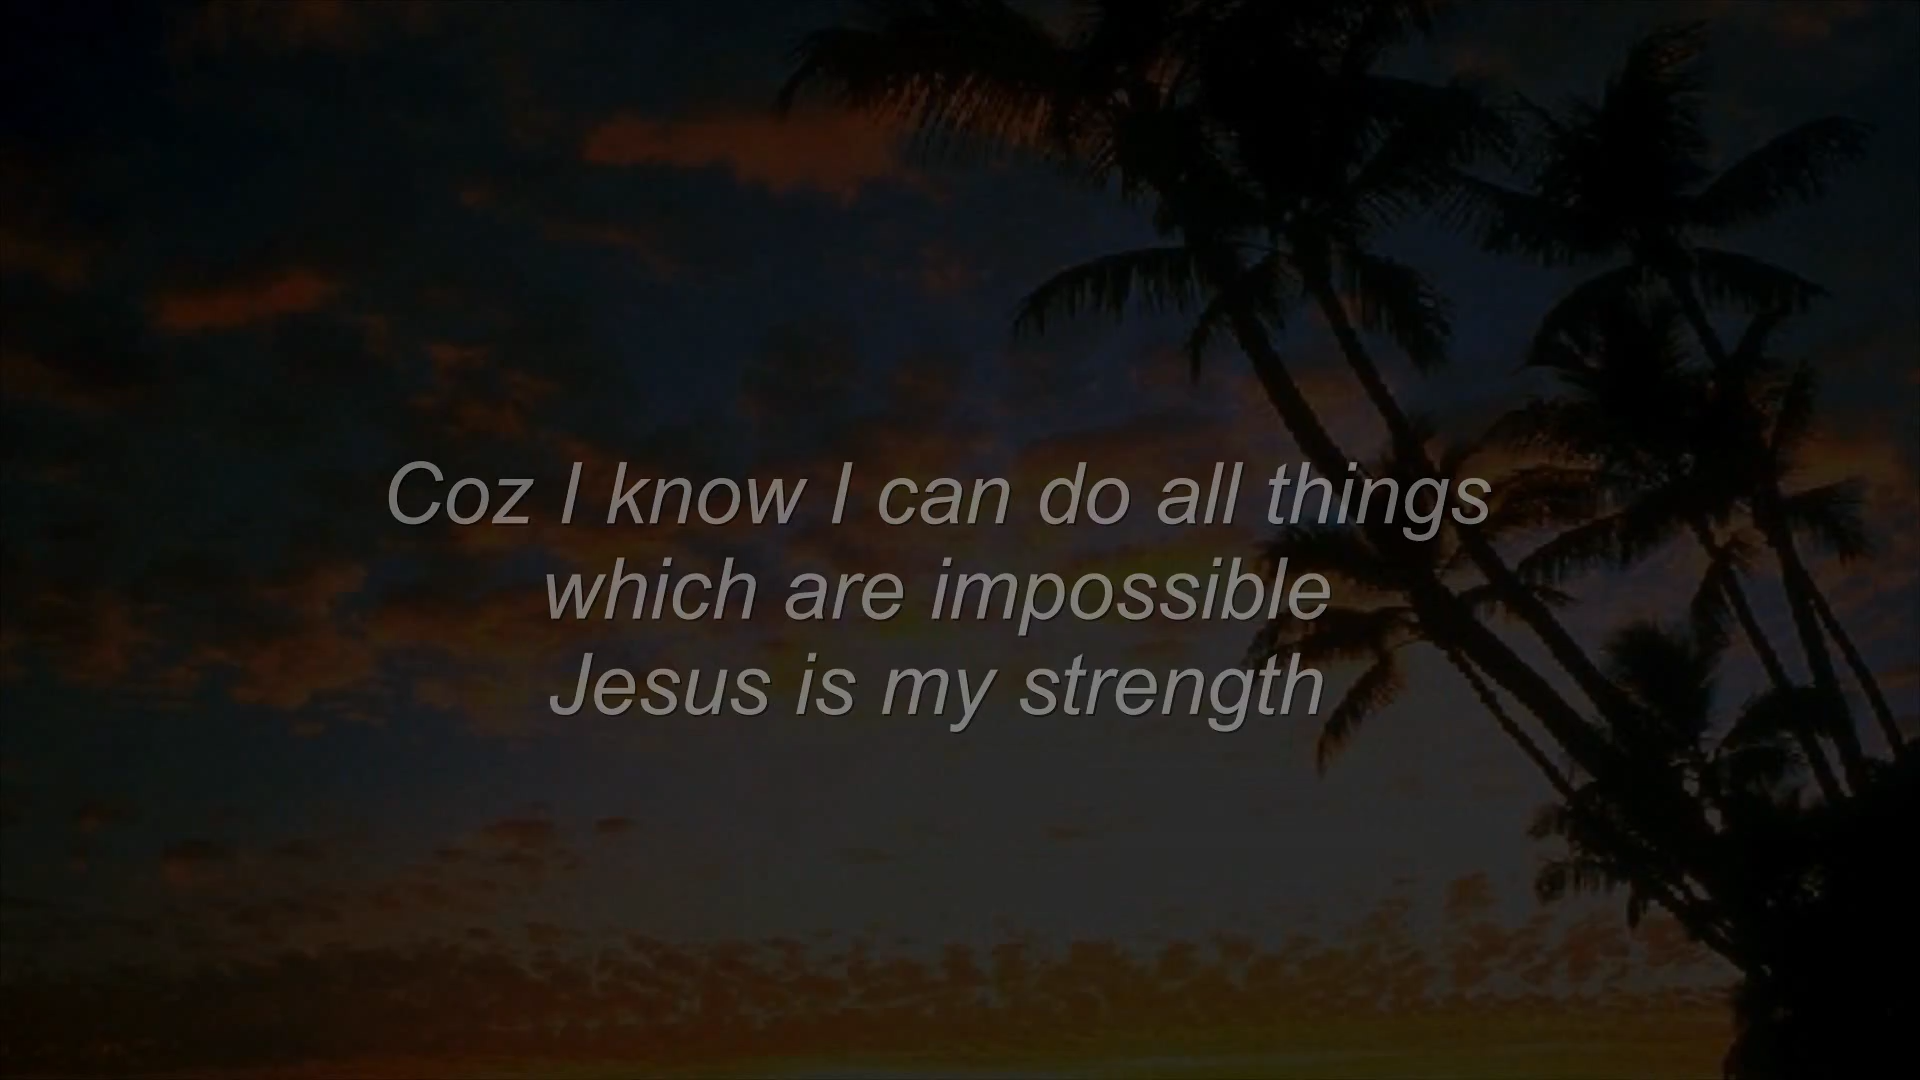 Coz I know I can do all things
which are impossible
Jesus is my strength